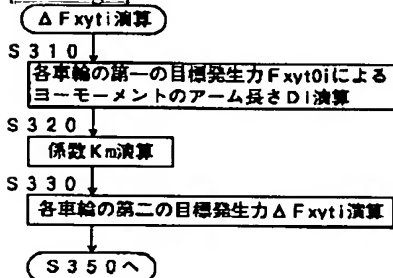 ΔFxyti演算
S310
各車輪の第一の目標発生力Fxyt0iによる
ヨーモーメントのアーム長さDi演算
S320
係数Km演算
S330
各車輪の第二の目標発生力ΔFxyti演算
S350へ